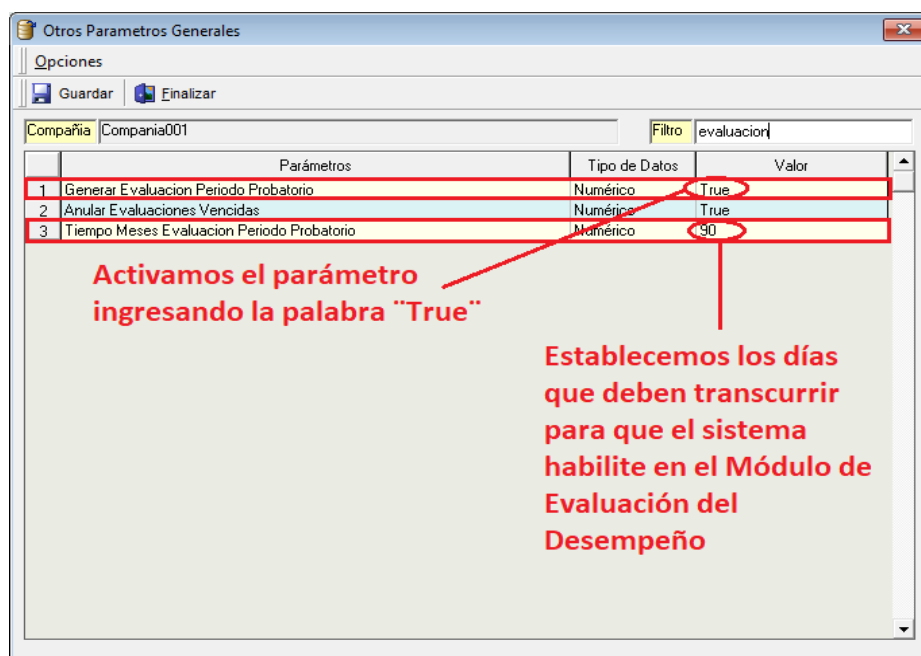 Otros Parametros Generales
Opciones
Guardar Finalizar
Compañia Compania001 Filtro evaluacion
Parámetros Tipo de Datos Valor
1 Generar Evaluacion Periodo Probatorio Numérico True
2 Anular Evaluaciones Vencidas Numérico True
3 Tiempo Meses Evaluacion Periodo Probatorio Numérico 90
Activamos el parámetro
ingresando la palabra ¨True¨
Establecemos los días
que deben transcurrir
para que el sistema
habilite en el Módulo de
Evaluación del
Desempeño